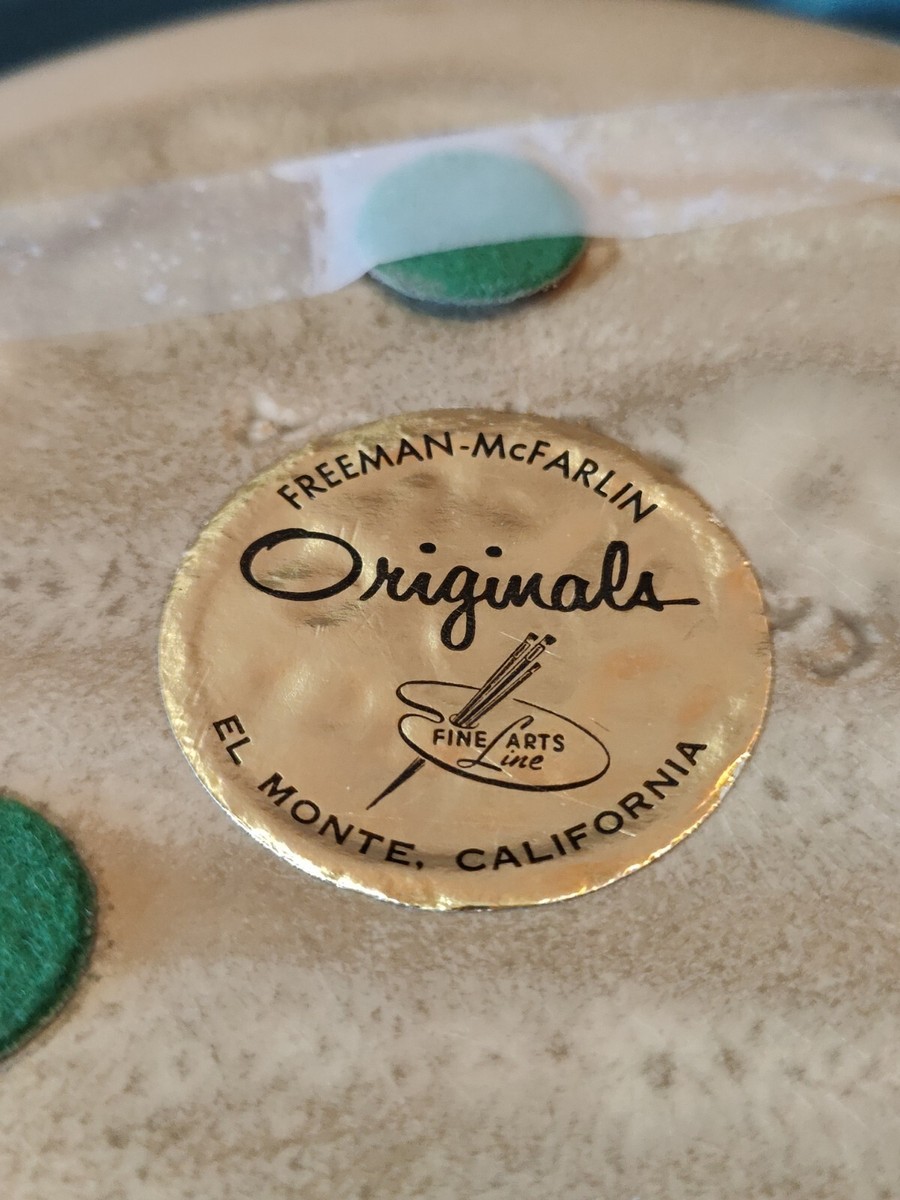 FREEMAN-McFARLIN
Originals
FINE ARTS
Line
EL MONTE, CALIFORNIA